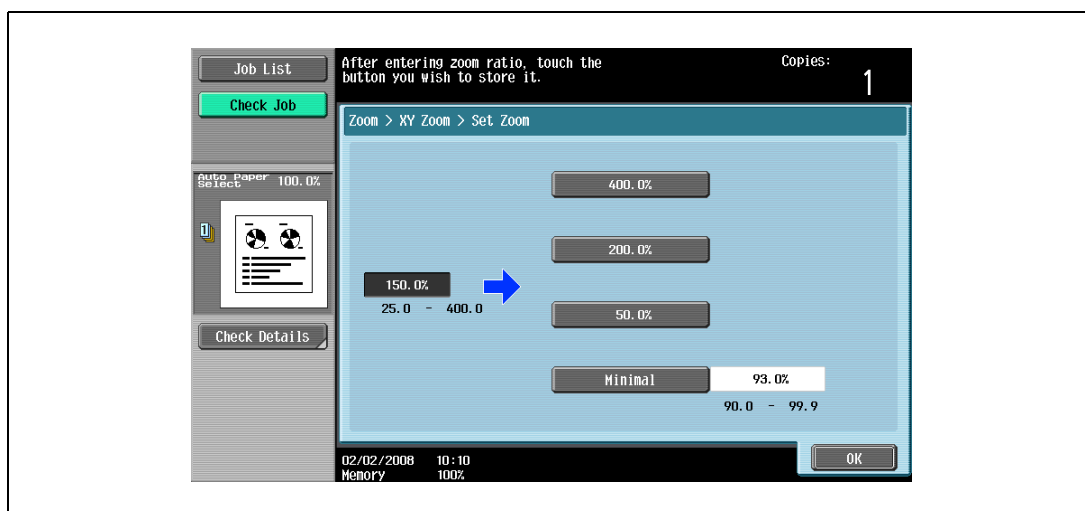 Job List
Check Job
After entering zoom ratio, touch the
button you wish to store it.
Copies:
1
Zoom > XY Zoom > Set Zoom
Auto Paper
Select
100.0%
1
400.0%
200.0%
150.0%
25.0 - 400.0
50.0%
Check Details
Minimal
93.0%
90.0 - 99.9
02/02/2008 10:10
Memory 100%
OK